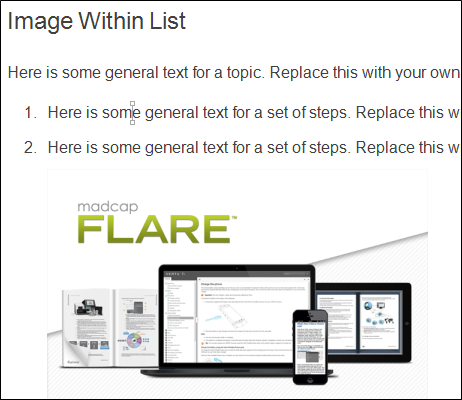 Image Within List
Here is some general text for a topic. Replace this with your own
1. Here is some general text for a set of steps. Replace this w
2. Here is some general text for a set of steps. Replace this w
madcap
FLARE™